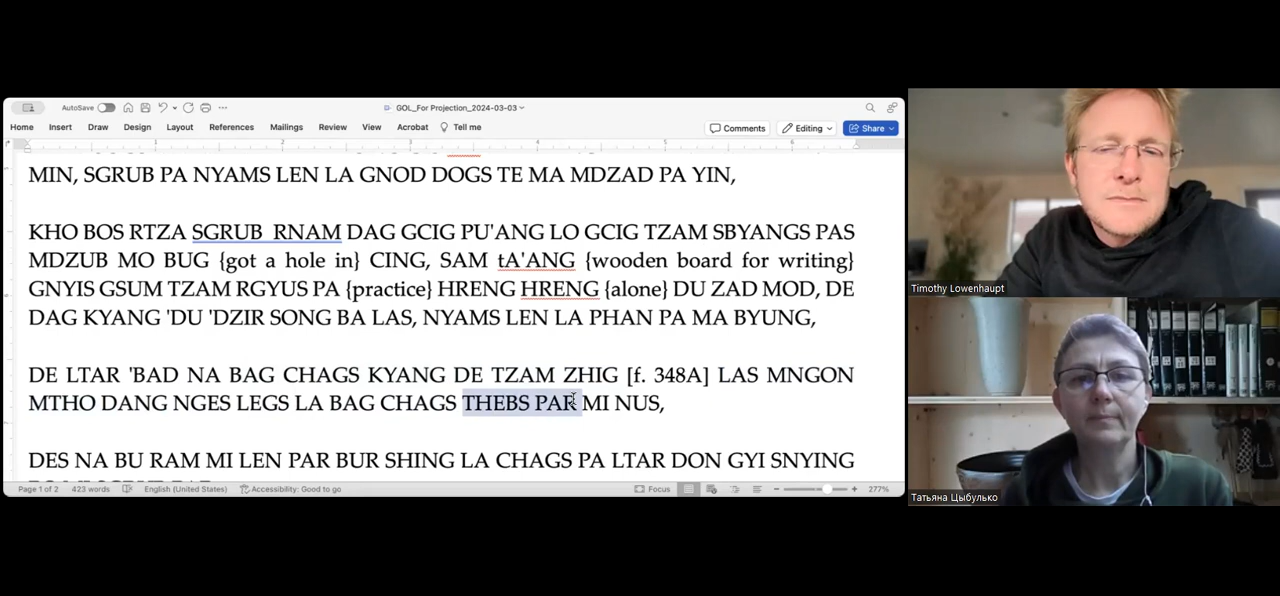 AutoSave
GOL_For Projection_2024-03-03
Home Insert Draw Design Layout References Mailings Review View Acrobat Tell me Comments Editing Share
1 2 3 4 5 6
MIN, SGRUB PA NYAMS LEN LA GNOD DOGS TE MA MDZAD PA YIN,
KHO BOS RTZA SGRUB RNAM DAG GCIG PU'ANG LO GCIG TZAM SBYANGS PAS
MDZUB MO BUG {got a hole in} CING, SAM tA'ANG {wooden board for writing}
GNYIS GSUM TZAM RGYUS PA {practice} HRENG HRENG {alone} DU ZAD MOD, DE
DAG KYANG 'DU 'DZIR SONG BA LAS, NYAMS LEN LA PHAN PA MA BYUNG,
DE LTAR 'BAD NA BAG CHAGS KYANG DE TZAM ZHIG [f. 348A] LAS MNGON
MTHO DANG NGES LEGS LA BAG CHAGS THEBS PAR MI NUS,
DES NA BU RAM MI LEN PAR BUR SHING LA CHAGS PA LTAR DON GYI SNYING
Page 1 of 2 423 words English (United States) Accessibility: Good to go Focus 277%
Timothy Lowenhaupt
Татьяна Цыбулько